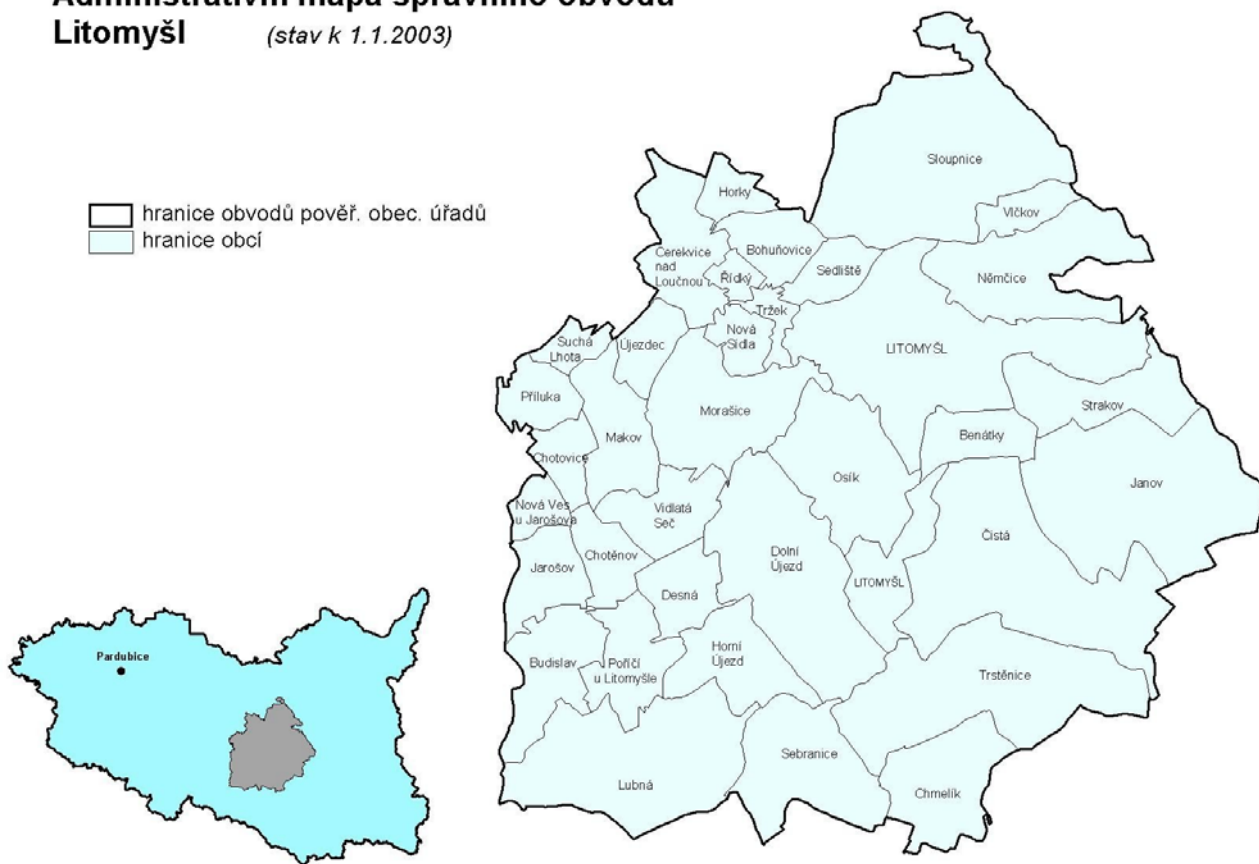 Administrativní mapa správního obvodu
Litomyšl (stav k 1.1.2003)
hranice obvodů pověř. obec. úřadů
hranice obcí
Sloupnice
Vlčkov
Horky
Bohuňovice
Cerekvice
nad
Loučnou
Řídký
Sedliště
Němčice
Tržek
Nová
Sídla
LITOMYŠL
Suchá
Lhota
Újezdec
Příluka
Morašice
Strakov
Makov
Benátky
Chotovice
Osík
Janov
Nová Ves
u Jarošova
Vidlatá
Seč
Čistá
Jarošov
Chotěnov
Dolní
Újezd
Desná
LITOMYŠL
Budislav
Poříčí
u Litomyšle
Horní
Újezd
Trstěnice
Lubná
Sebranice
Chmelík
Pardubice